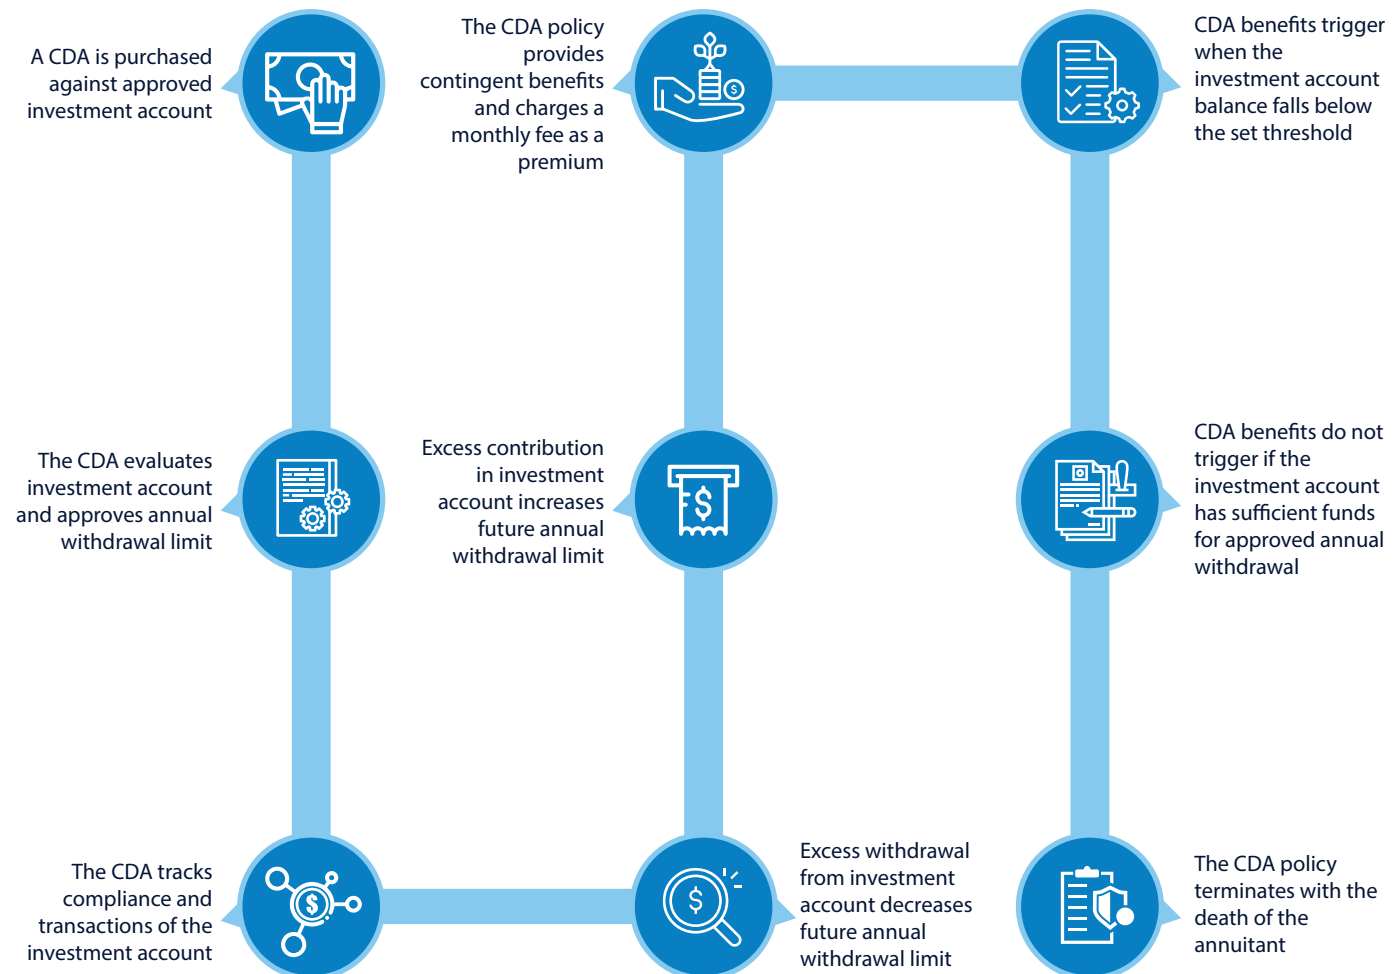 A CDA is purchased
against approved
investment account
The CDA evaluates
investment account
and approves annual
withdrawal limit
The CDA tracks
compliance and
transactions of the
investment account
Excess withdrawal
from investment
account decreases
future annual
withdrawal limit
Excess contribution
in investment
account increases
future annual
withdrawal limit
The CDA policy
provides
contingent benefits
and charges a
monthly fee as a
premium
CDA benefits trigger
when the
investment account
balance falls below
the set threshold
CDA benefits do not
trigger if the
investment account
has sufficient funds
for approved annual
withdrawal
The CDA policy
terminates with the
death of the
annuitant